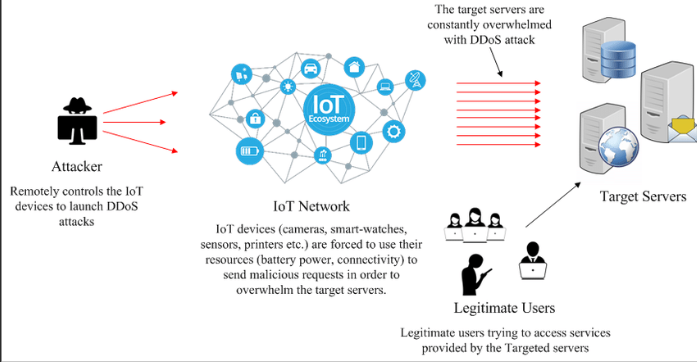 The target servers are
constantly overwhelmed
with DDoS attack
IoT
Ecosystem
Attacker
Remotely controls the IoT
devices to launch DDoS
attacks
IoT Network
IoT devices (cameras, smart-watches,
sensors, printers etc.) are forced to use their
resources (battery power, connectivity) to
send malicious requests in order to
overwhelm the target servers.
Target Servers
Legitimate Users
Legitimate users trying to access services
provided by the Targeted servers